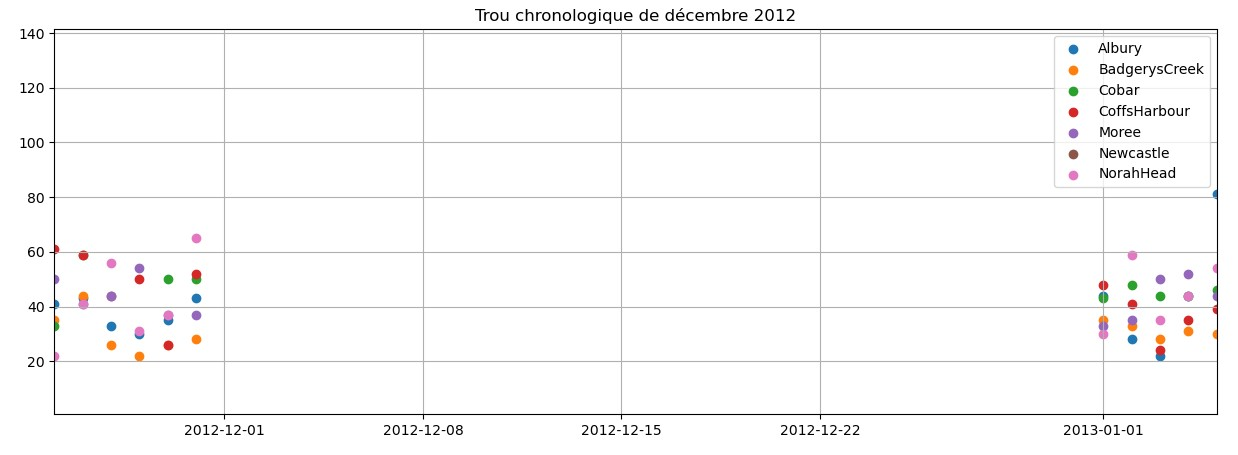 Trou chronologique de décembre 2012
140
120
100
80
60
40
20
Albury
BadgerysCreek
Cobar
CoffsHarbour
Moree
Newcastle
NorahHead
2012-12-01
2012-12-08
2012-12-15
2012-12-22
2013-01-01